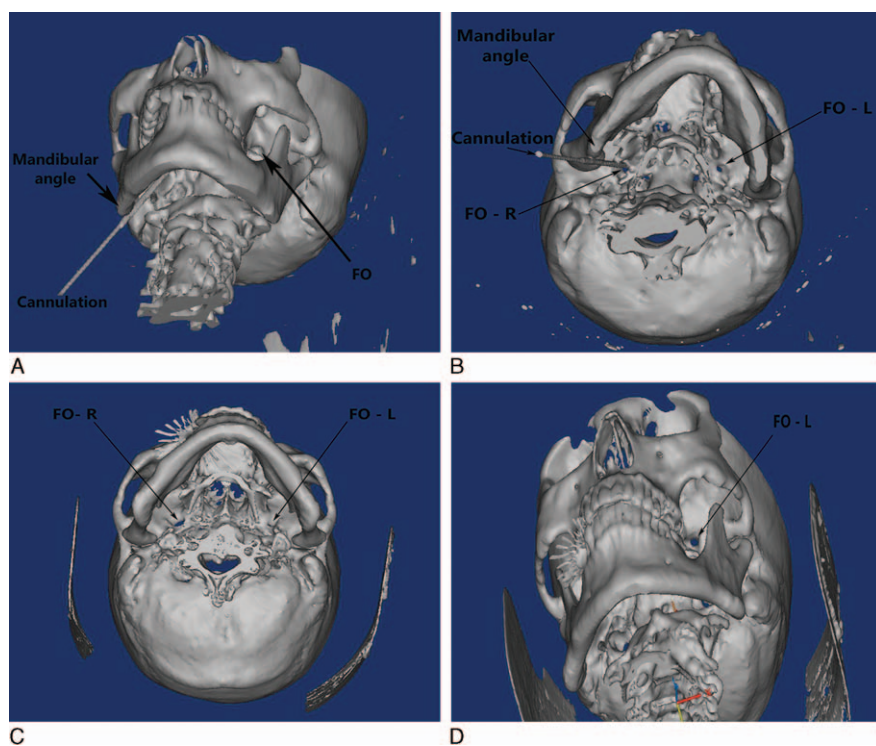 Mandibular
angle
Cannulation
FO
A
Mandibular
angle
Cannulation
FO - L
FO - R
B
FO- R
FO - L
C
FO - L
D